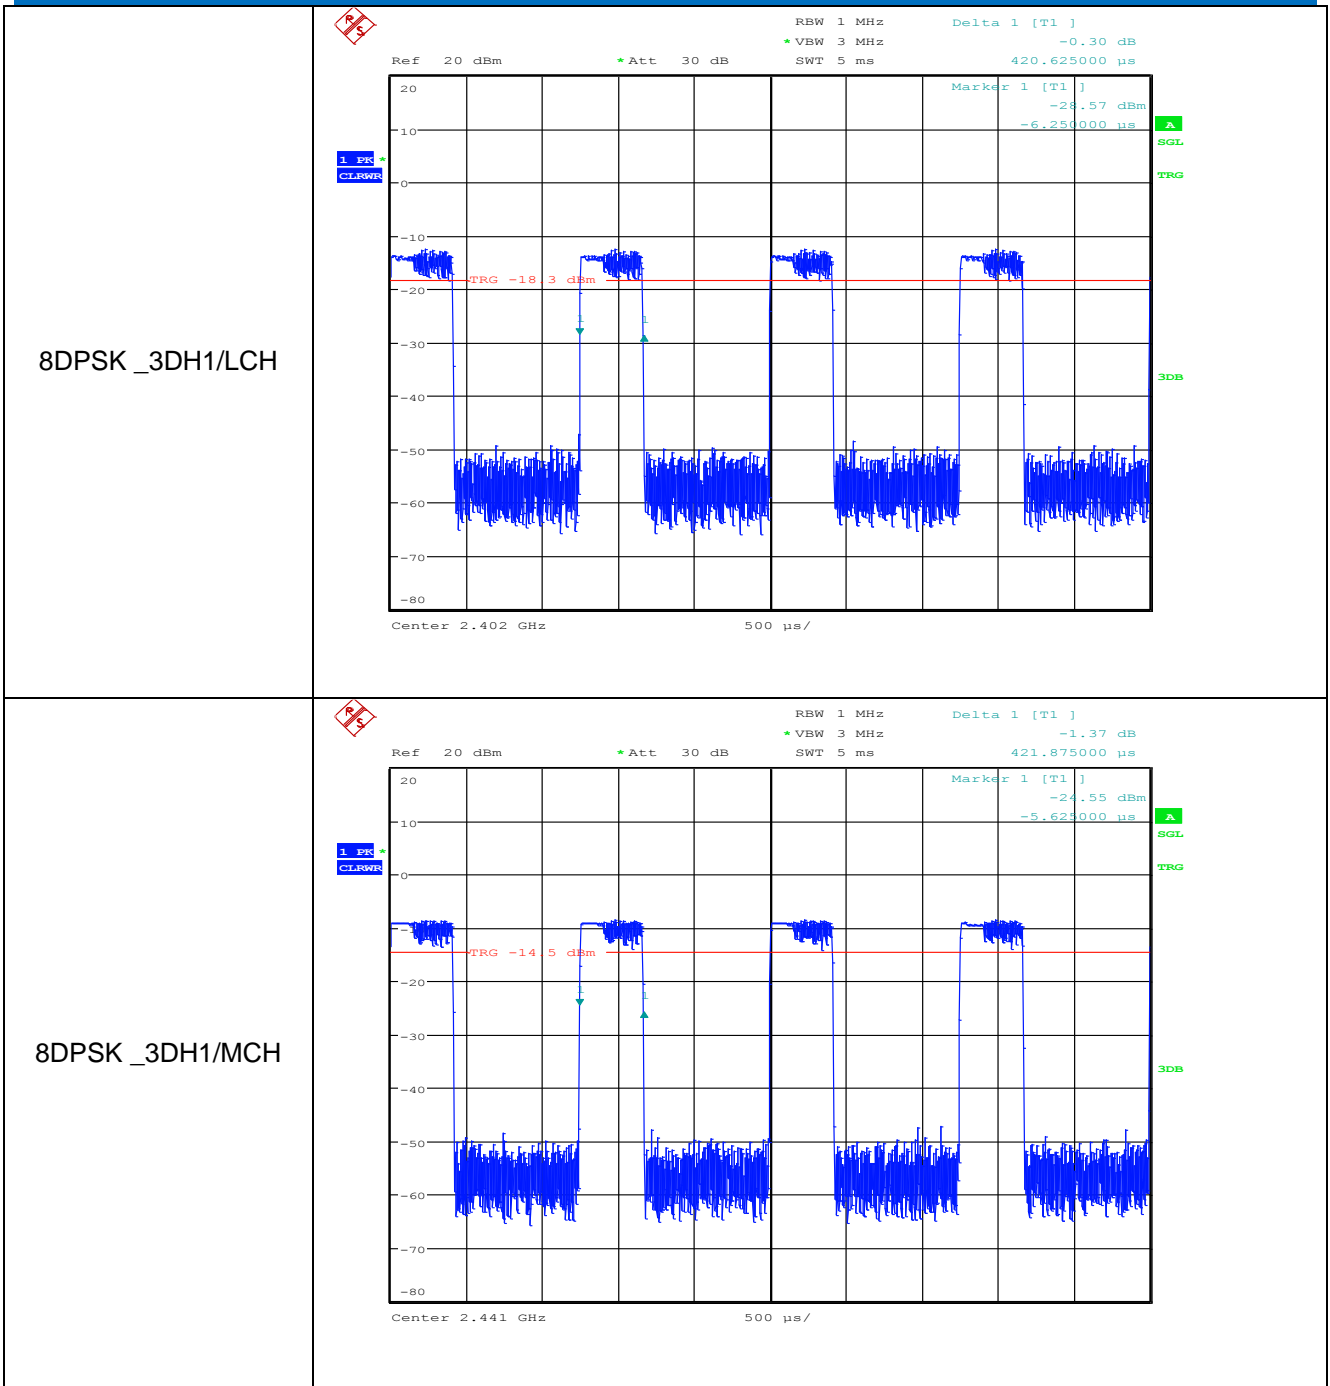 8DPSK _3DH1/LCH
R S
RBW 1 MHz Delta 1 [T1 ]
* VBW 3 MHz -0.30 dB
Ref 20 dBm * Att 30 dB SWT 5 ms 420.625000 µs
20 Marker 1 [T1 ]
-28.57 dBm
10 -6.250000 µs A
SGL
1 PK *
CLRWR TRG
0
-10
TRG -18.3 dBm
-20
1 1
-30
3DB
-40
-50
-60
-70
-80
Center 2.402 GHz 500 µs/
8DPSK _3DH1/MCH
R S
RBW 1 MHz Delta 1 [T1 ]
* VBW 3 MHz -1.37 dB
Ref 20 dBm * Att 30 dB SWT 5 ms 421.875000 µs
20 Marker 1 [T1 ]
-24.55 dBm
10 -5.625000 µs A
SGL
1 PK *
CLRWR TRG
0
-10
TRG -14.5 dBm
-20
1 1
-30
3DB
-40
-50
-60
-70
-80
Center 2.441 GHz 500 µs/